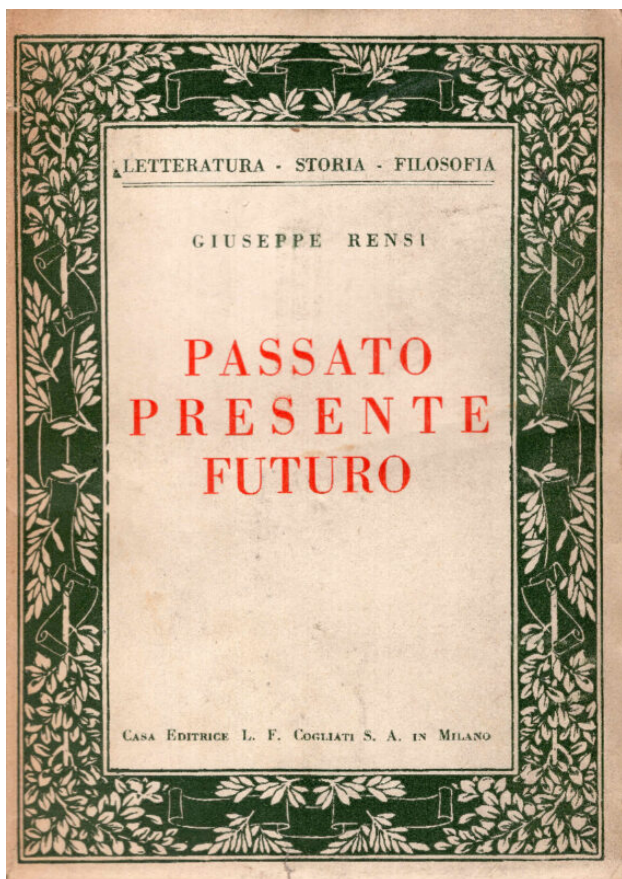 LETTERATURA - STORIA - FILOSOFIA
GIUSEPPE RENSI
PASSATO
PRESENTE
FUTURO
CASA EDITRICE L. F. COGLIATI S. A. IN MILANO